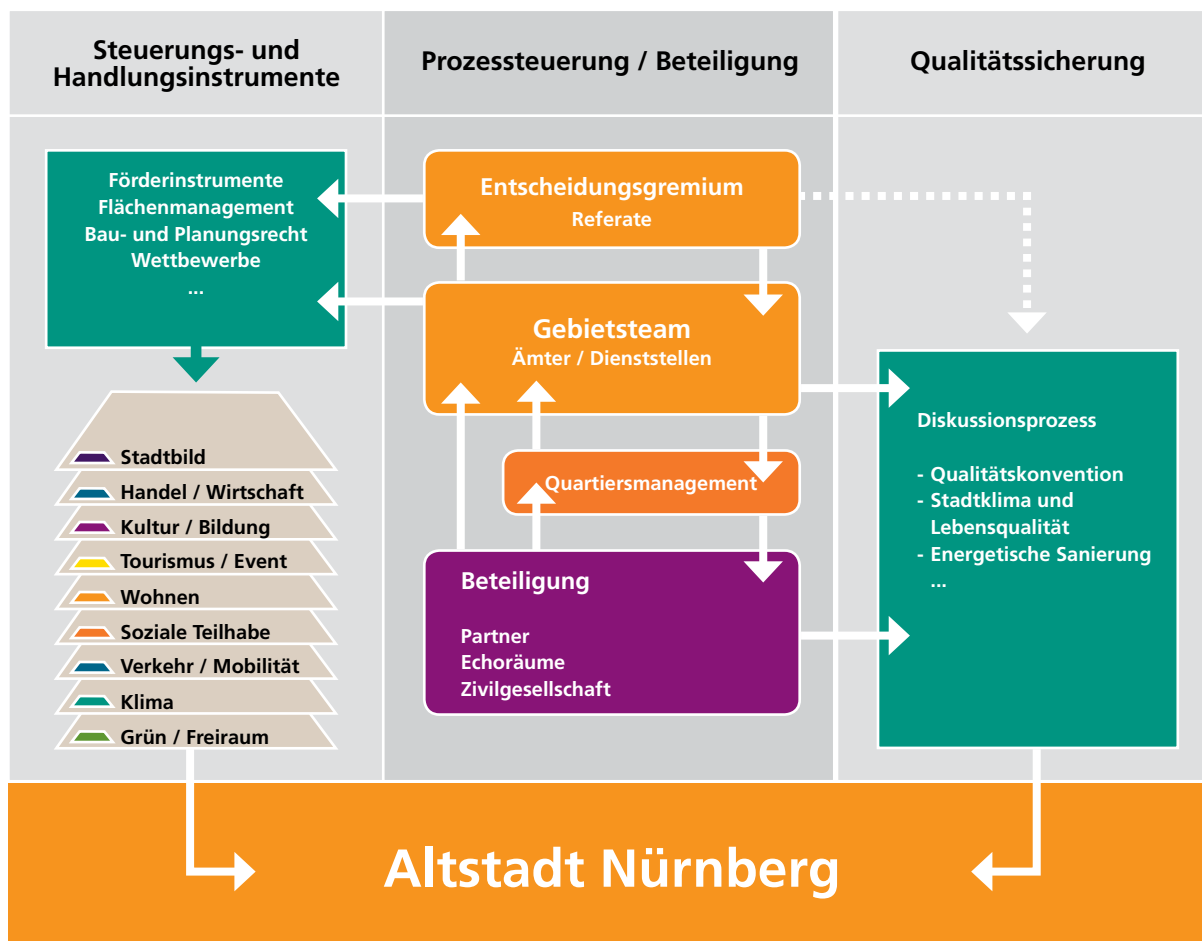 Steuerungs- und
Handlungsinstrumente
Prozessteuerung / Beteiligung
Qualitätssicherung
Förderinstrumente
Flächenmanagement
Bau- und Planungsrecht
Wettbewerbe
...
Stadtbild
Handel / Wirtschaft
Kultur / Bildung
Tourismus / Event
Wohnen
Soziale Teilhabe
Verkehr / Mobilität
Klima
Grün / Freiraum
Entscheidungsgremium
Referate
Gebietsteam
Ämter / Dienststellen
Quartiersmanagement
Beteiligung
Partner
Echoräume
Zivilgesellschaft
Diskussionsprozess
- Qualitätskonvention
- Stadtklima und
Lebensqualität
- Energetische Sanierung
...
Altstadt Nürnberg